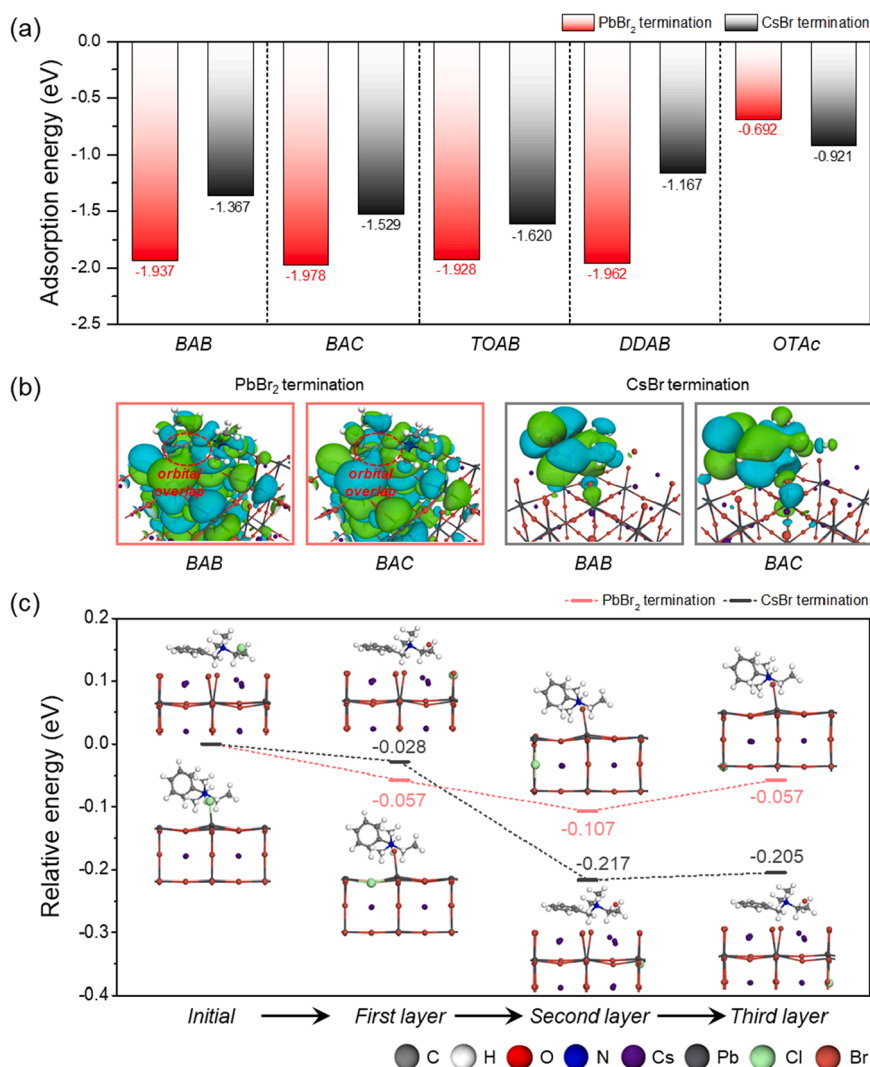 (a)
PbBr₂ termination CsBr termination
Adsorption energy (eV)
0.0
-0.5
-1.0
-1.5
-2.0
-2.5
-1.937 -1.367 -1.978 -1.529 -1.928 -1.620 -1.962 -1.167 -0.692 -0.921
BAB BAC TOAB DDAB OTAc
(b)
PbBr₂ termination CsBr termination
orbital
overlap
orbital
overlap
BAB BAC BAB BAC
(c)
PbBr₂ termination CsBr termination
Relative energy (eV)
0.2
0.1
0.0
-0.1
-0.2
-0.3
-0.4
-0.028
-0.057
-0.107
-0.057
-0.217
-0.205
Initial First layer Second layer Third layer
C H O N Cs Pb Cl Br